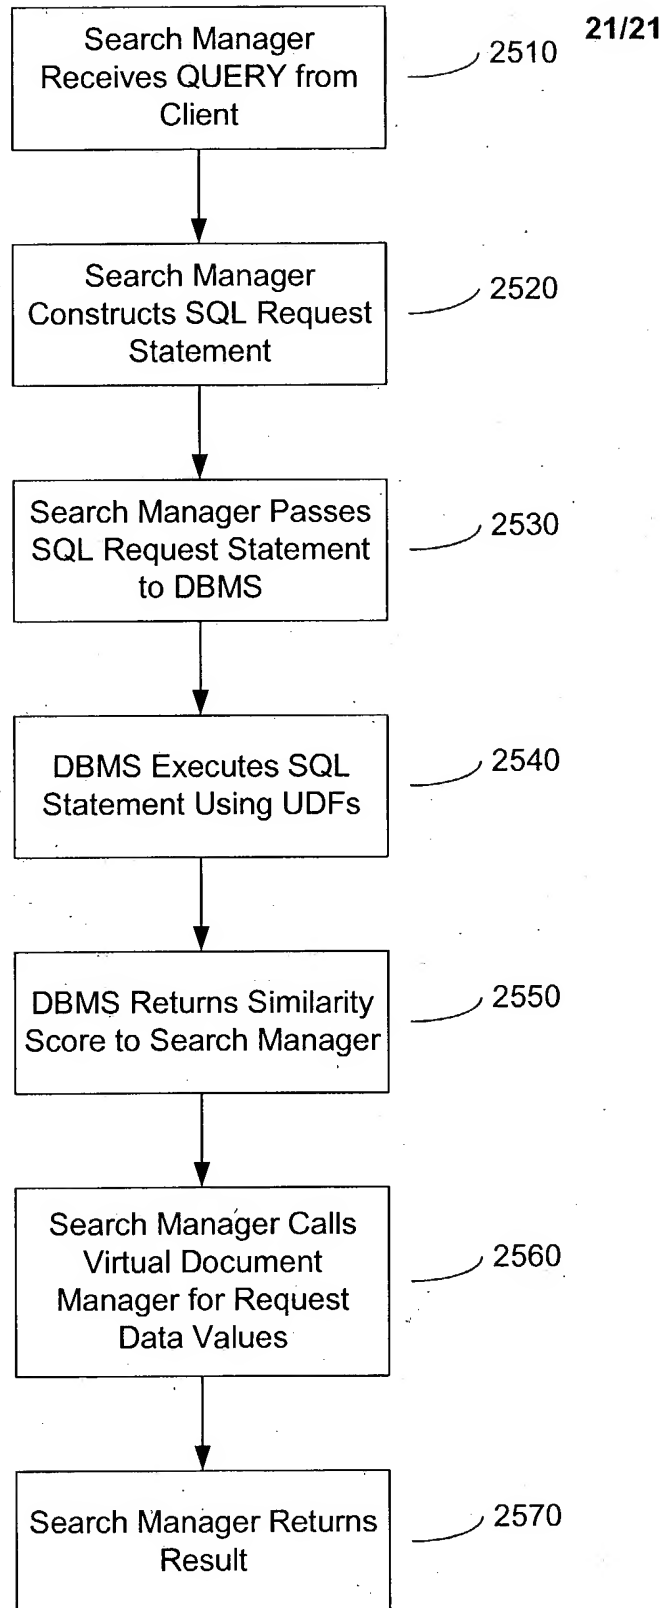 21/21
Search Manager
Receives QUERY from
Client
2510
Search Manager
Constructs SQL Request
Statement
2520
Search Manager Passes
SQL Request Statement
to DBMS
2530
DBMS Executes SQL
Statement Using UDFs
2540
DBMS Returns Similarity
Score to Search Manager
2550
Search Manager Calls
Virtual Document
Manager for Request
Data Values
2560
Search Manager Returns
Result
2570